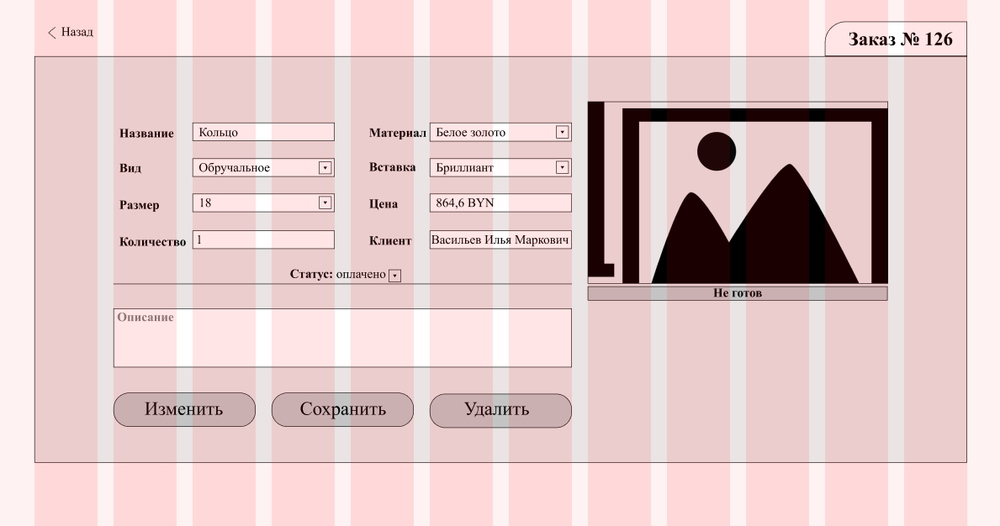 Назад
Заказ № 126
Название Кольцо
Материал Белое золото
Вид Обручальное
Вставка Бриллиант
Размер 18
Цена 864,6 BYN
Количество 1
Клиент Васильев Илья Маркович
Статус: оплачено
Не готов
Описание
Изменить
Сохранить
Удалить